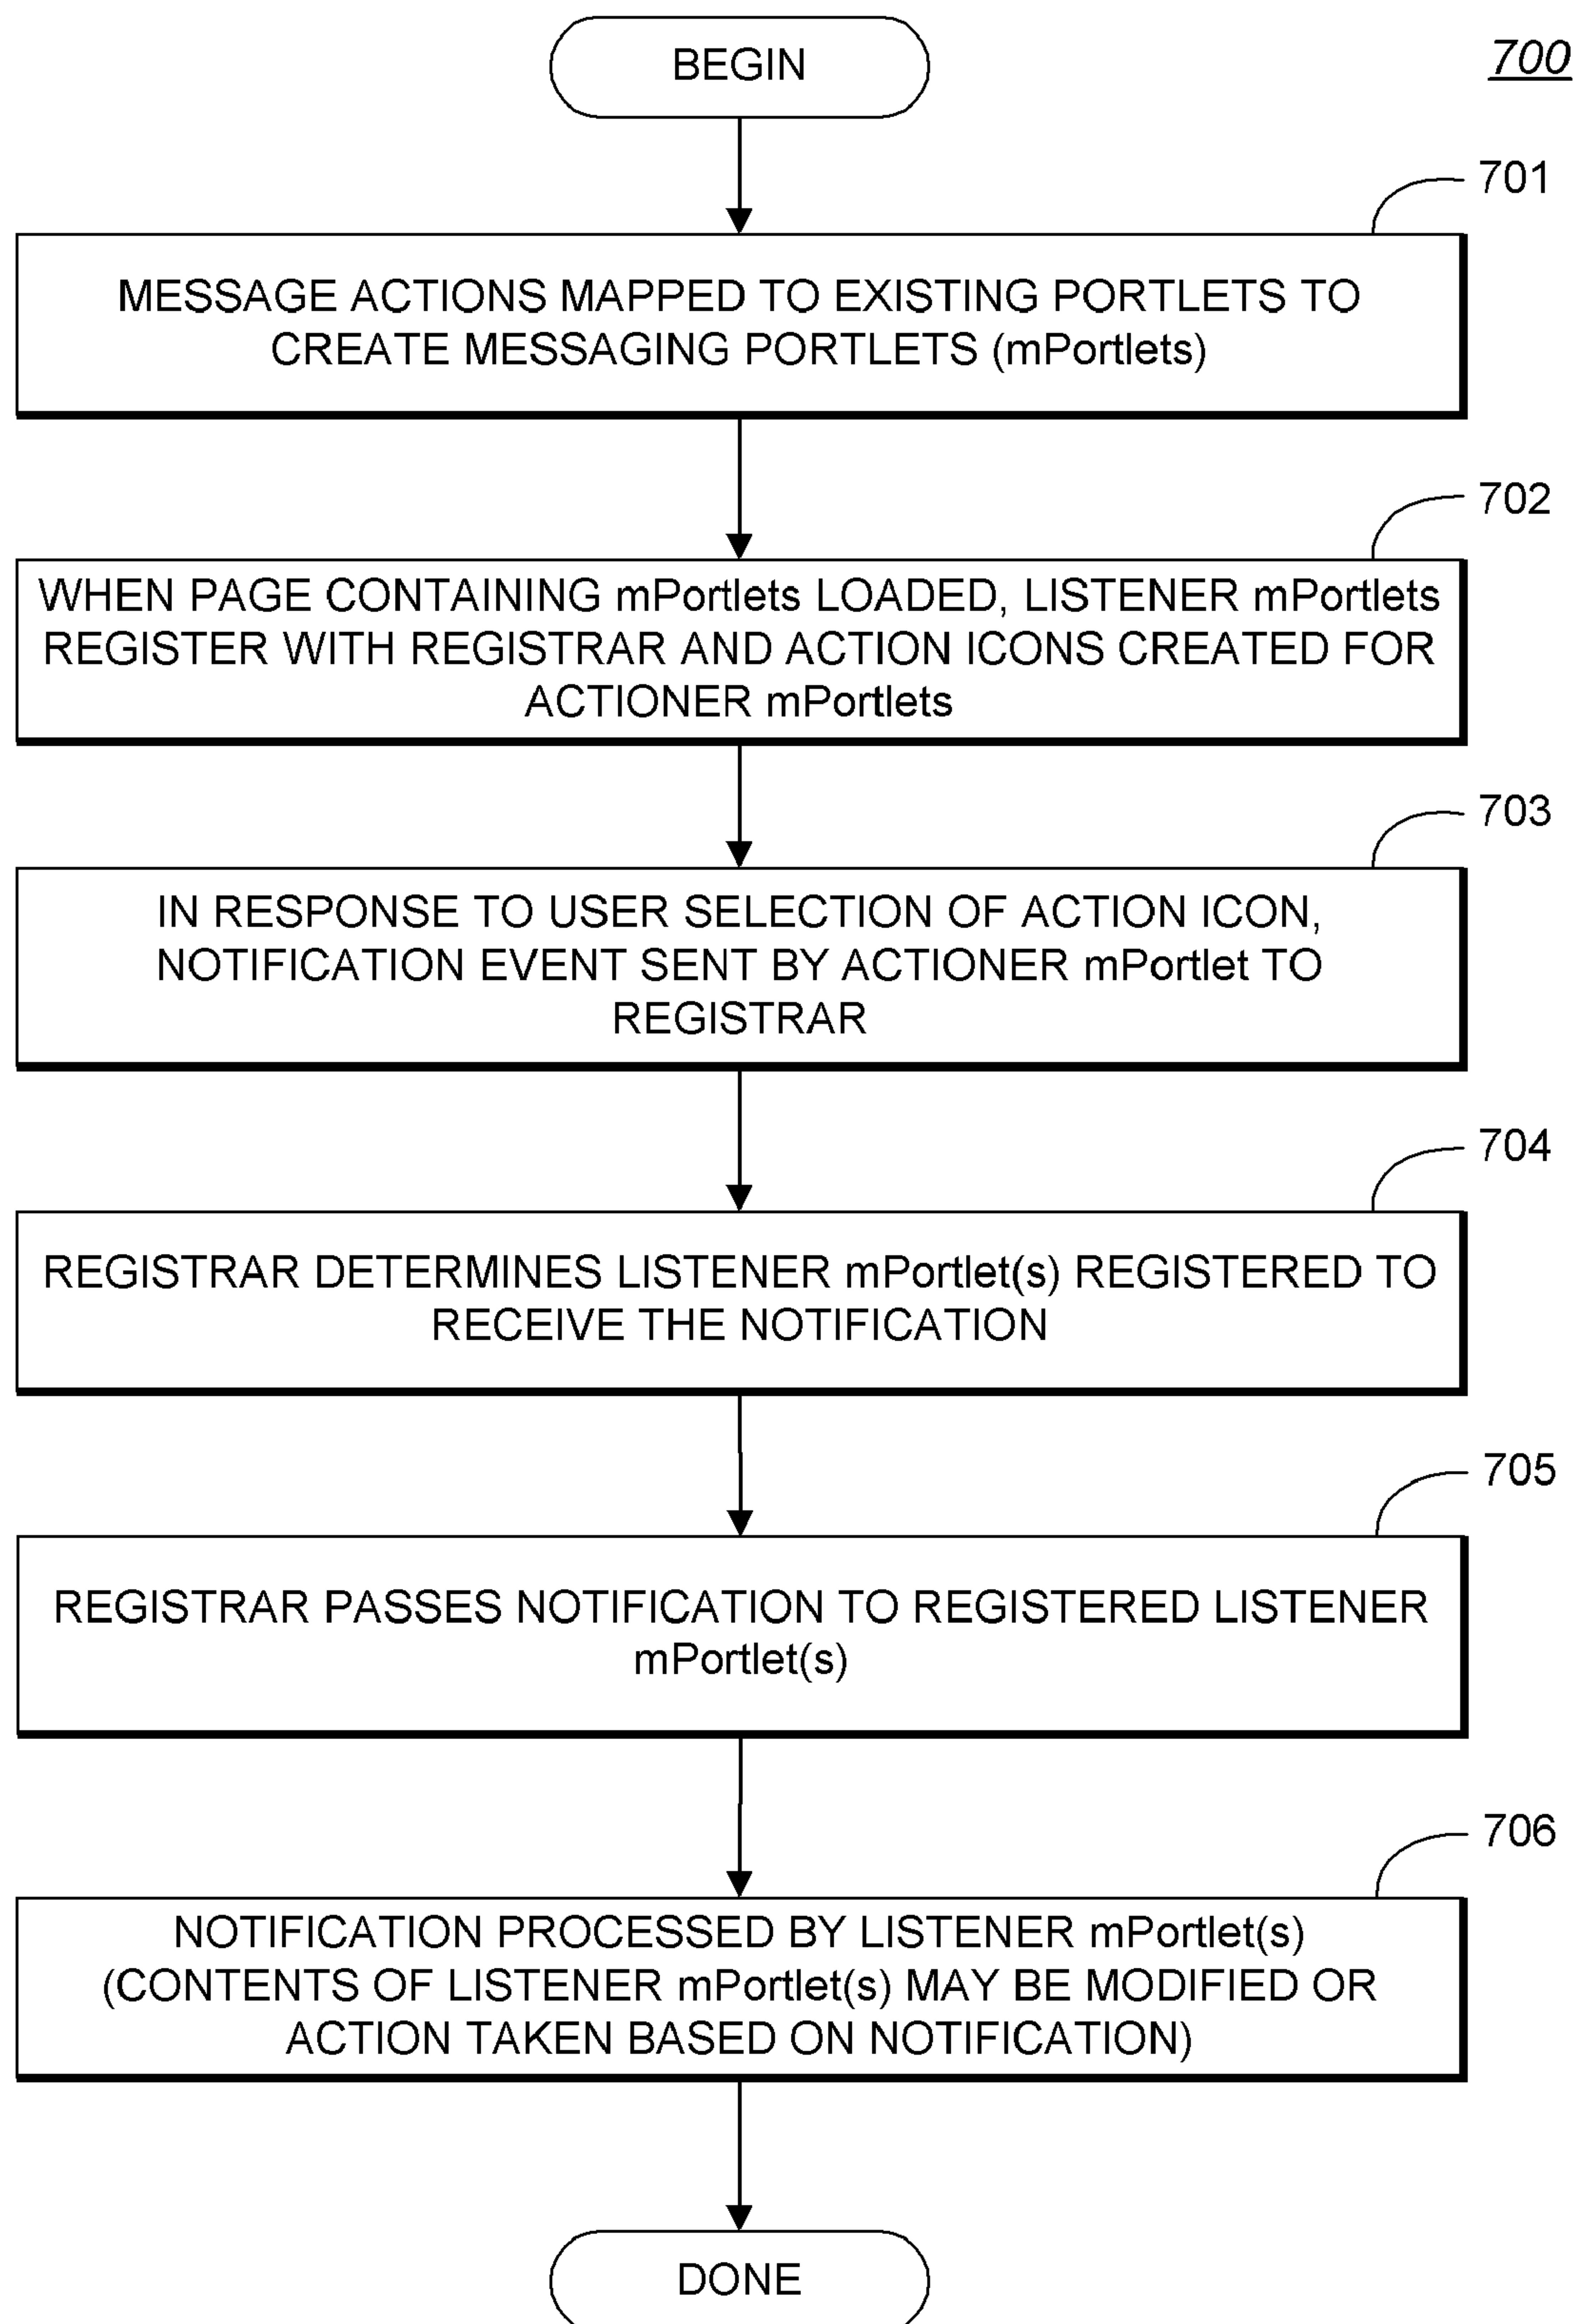 BEGIN
700
701
MESSAGE ACTIONS MAPPED TO EXISTING PORTLETS TO
CREATE MESSAGING PORTLETS (mPortlets)
702
WHEN PAGE CONTAINING mPortlets LOADED, LISTENER mPortlets
REGISTER WITH REGISTRAR AND ACTION ICONS CREATED FOR
ACTIONER mPortlets
703
IN RESPONSE TO USER SELECTION OF ACTION ICON,
NOTIFICATION EVENT SENT BY ACTIONER mPortlet TO
REGISTRAR
704
REGISTRAR DETERMINES LISTENER mPortlet(s) REGISTERED TO
RECEIVE THE NOTIFICATION
705
REGISTRAR PASSES NOTIFICATION TO REGISTERED LISTENER
mPortlet(s)
706
NOTIFICATION PROCESSED BY LISTENER mPortlet(s)
(CONTENTS OF LISTENER mPortlet(s) MAY BE MODIFIED OR
ACTION TAKEN BASED ON NOTIFICATION)
DONE